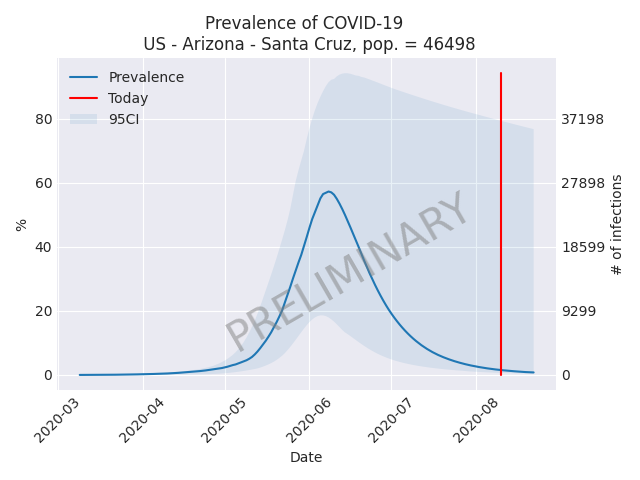 Prevalence of COVID-19
US - Arizona - Santa Cruz, pop. = 46498
Prevalence
Today
95CI
80
60
40
20
0
%
37198
27898
18599
9299
0
# of infections
PRELIMINARY
2020-03
2020-04
2020-05
2020-06
2020-07
2020-08
Date